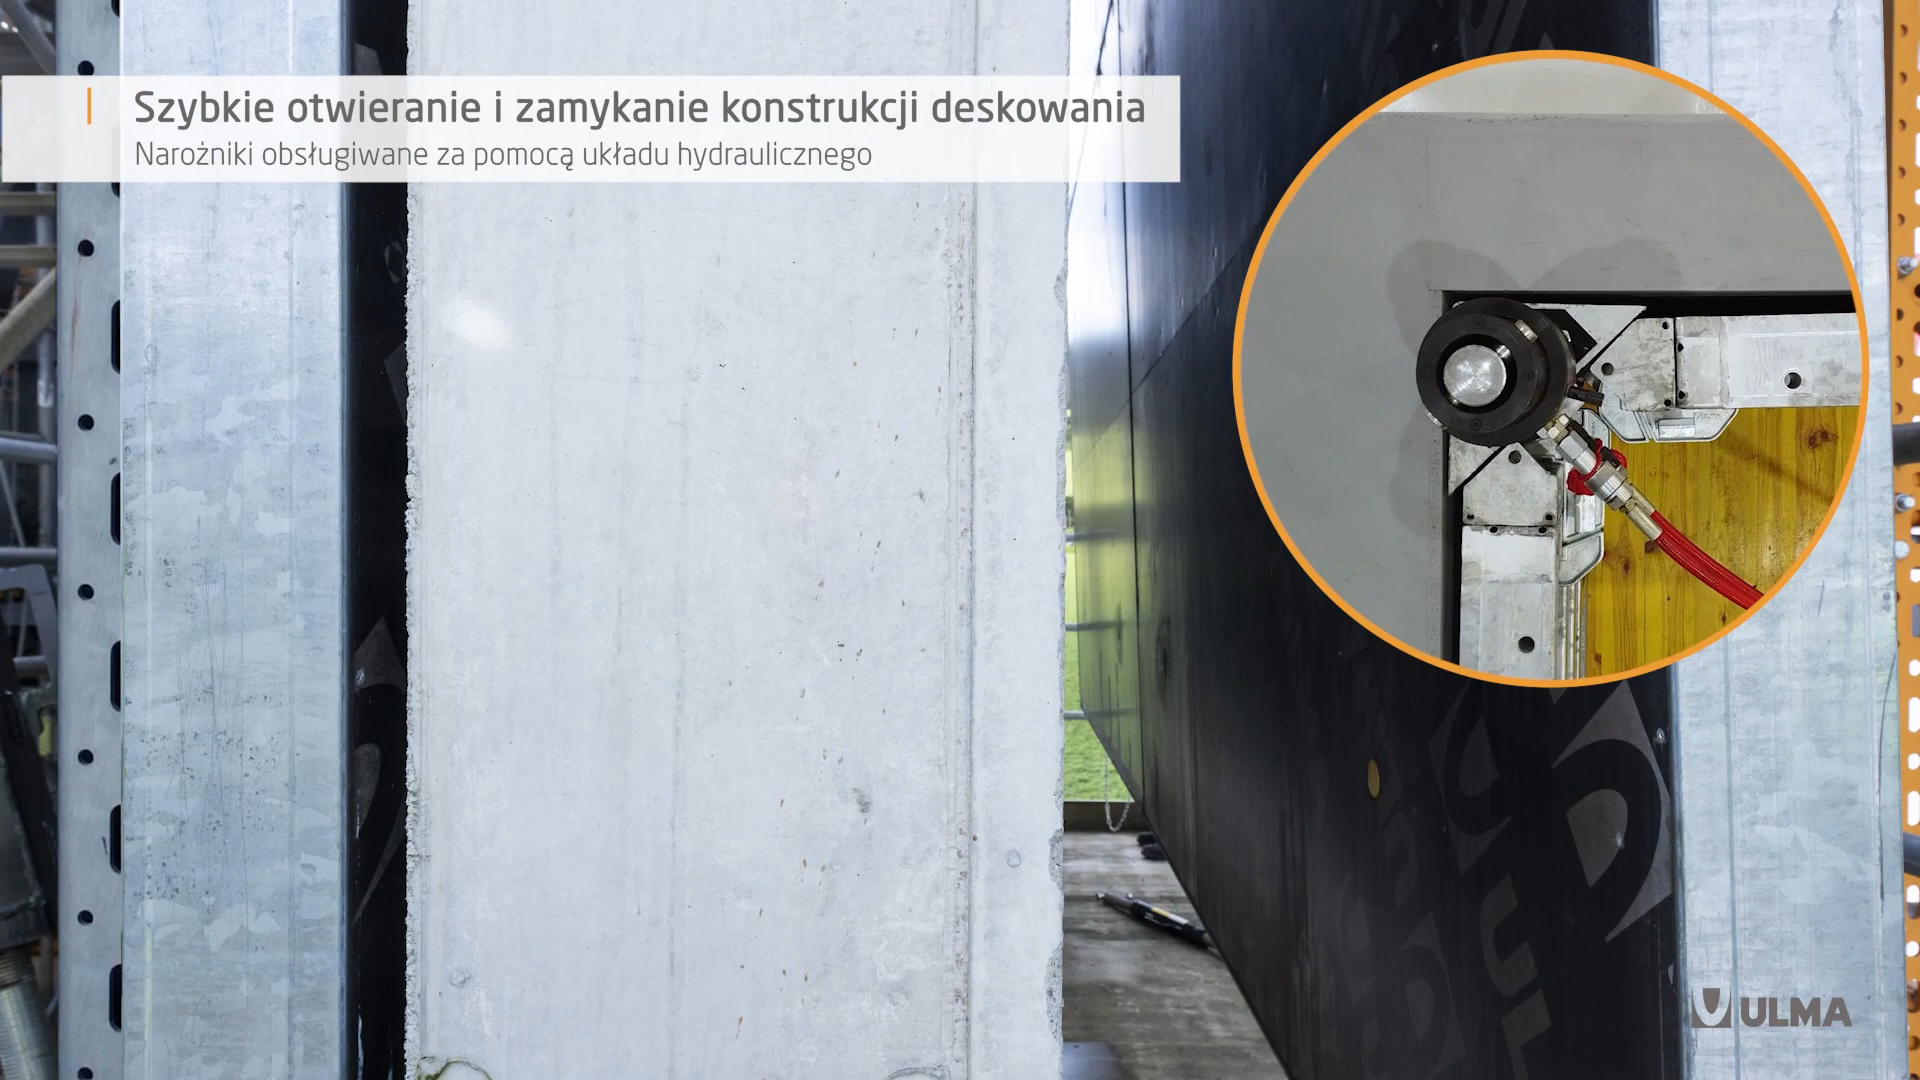 Szybkie otwieranie i zamykanie konstrukcji deskowania
Narożniki obsługiwane za pomocą układu hydraulicznego
ULMA